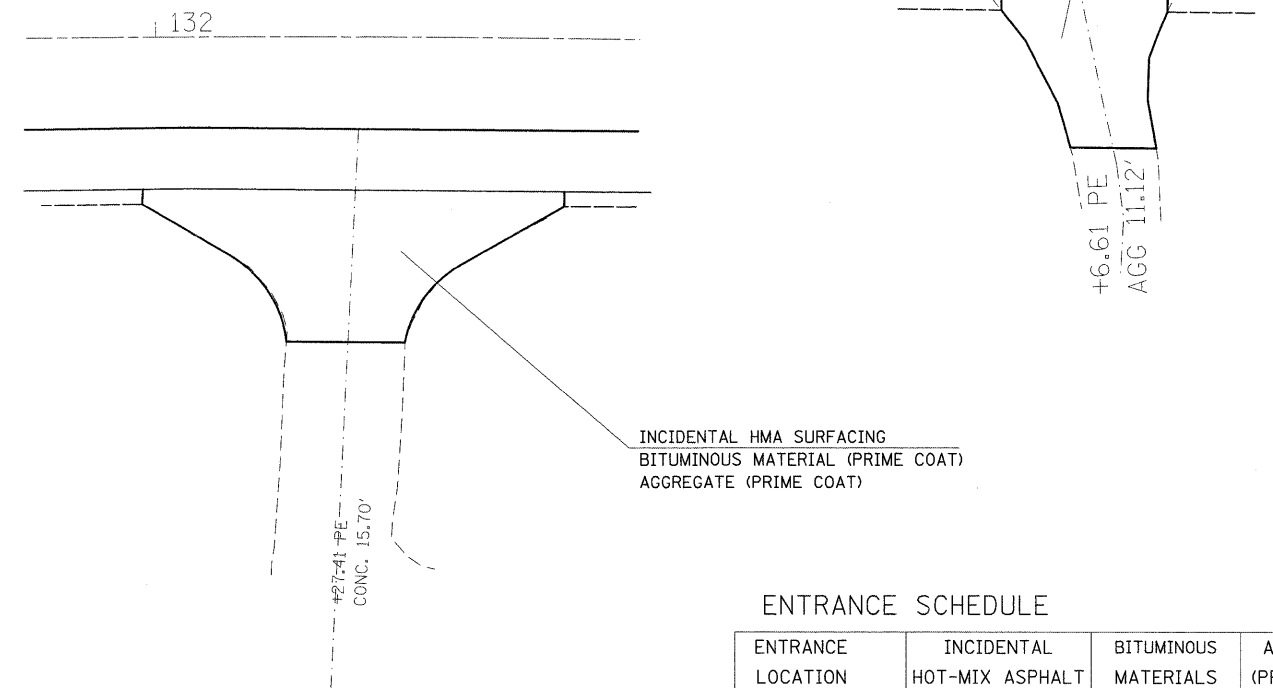 132
+6.61 PE
AGG 11.12'
INCIDENTAL HMA SURFACING
BITUMINOUS MATERIAL (PRIME COAT)
AGGREGATE (PRIME COAT)
+27.41 PE
CONC. 15.70'
ENTRANCE SCHEDULE
ENTRANCE INCIDENTAL BITUMINOUS A
LOCATION HOT-MIX ASPHALT MATERIALS (PR